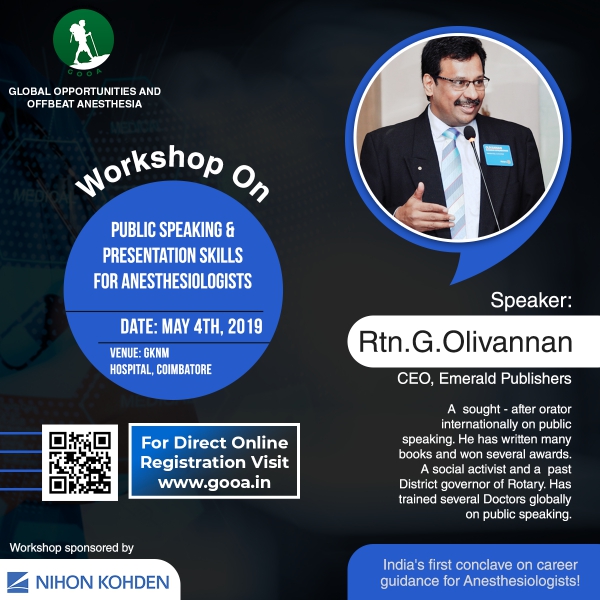 GOOA
GLOBAL OPPORTUNITIES AND
OFFBEAT ANESTHESIA
Workshop On
PUBLIC SPEAKING &
PRESENTATION SKILLS
FOR ANESTHESIOLOGISTS
DATE: MAY 4TH, 2019
VENUE: GKNM
HOSPITAL, COIMBATORE
For Direct Online
Registration Visit
www.gooa.in
Workshop sponsored by
NIHON KOHDEN
Speaker:
Rtn.G.Olivannan
CEO, Emerald Publishers
A sought - after orator
internationally on public
speaking. He has written many
books and won several awards.
A social activist and a past
District governor of Rotary. Has
trained several Doctors globally
on public speaking.
India's first conclave on career
guidance for Anesthesiologists!